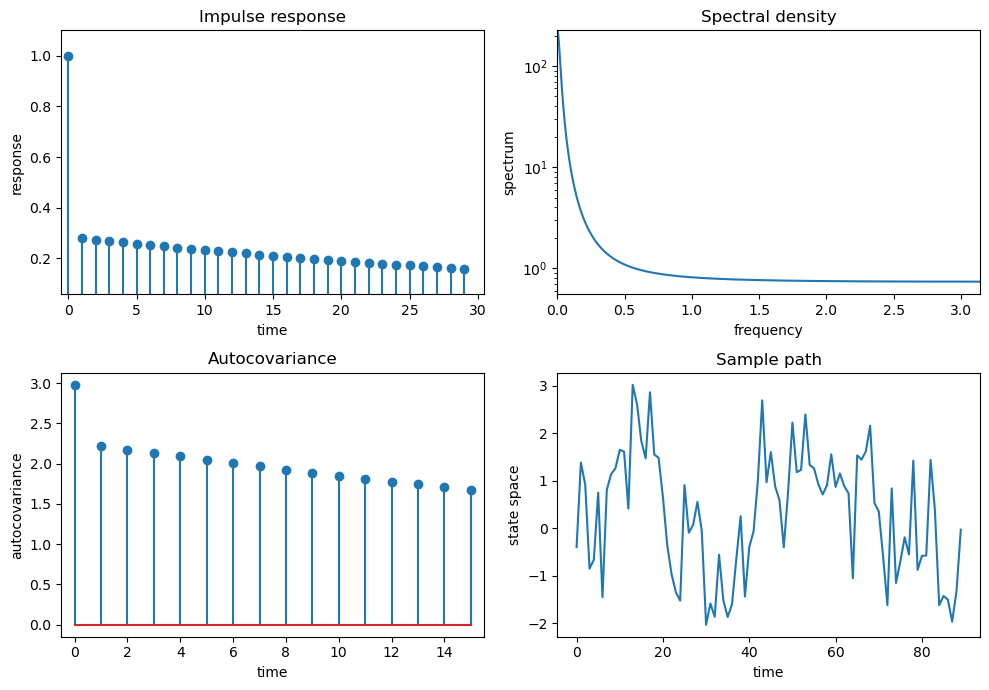 Impulse response
1.0
0.8
0.6
0.4
0.2
response
0 5 10 15 20 25 30
time
Spectral density
10²
10¹
10⁰
spectrum
0.0 0.5 1.0 1.5 2.0 2.5 3.0
frequency
Autocovariance
3.0
2.5
2.0
1.5
1.0
0.5
0.0
autocovariance
0 2 4 6 8 10 12 14
time
Sample path
3
2
1
0
−1
−2
state space
0 20 40 60 80
time